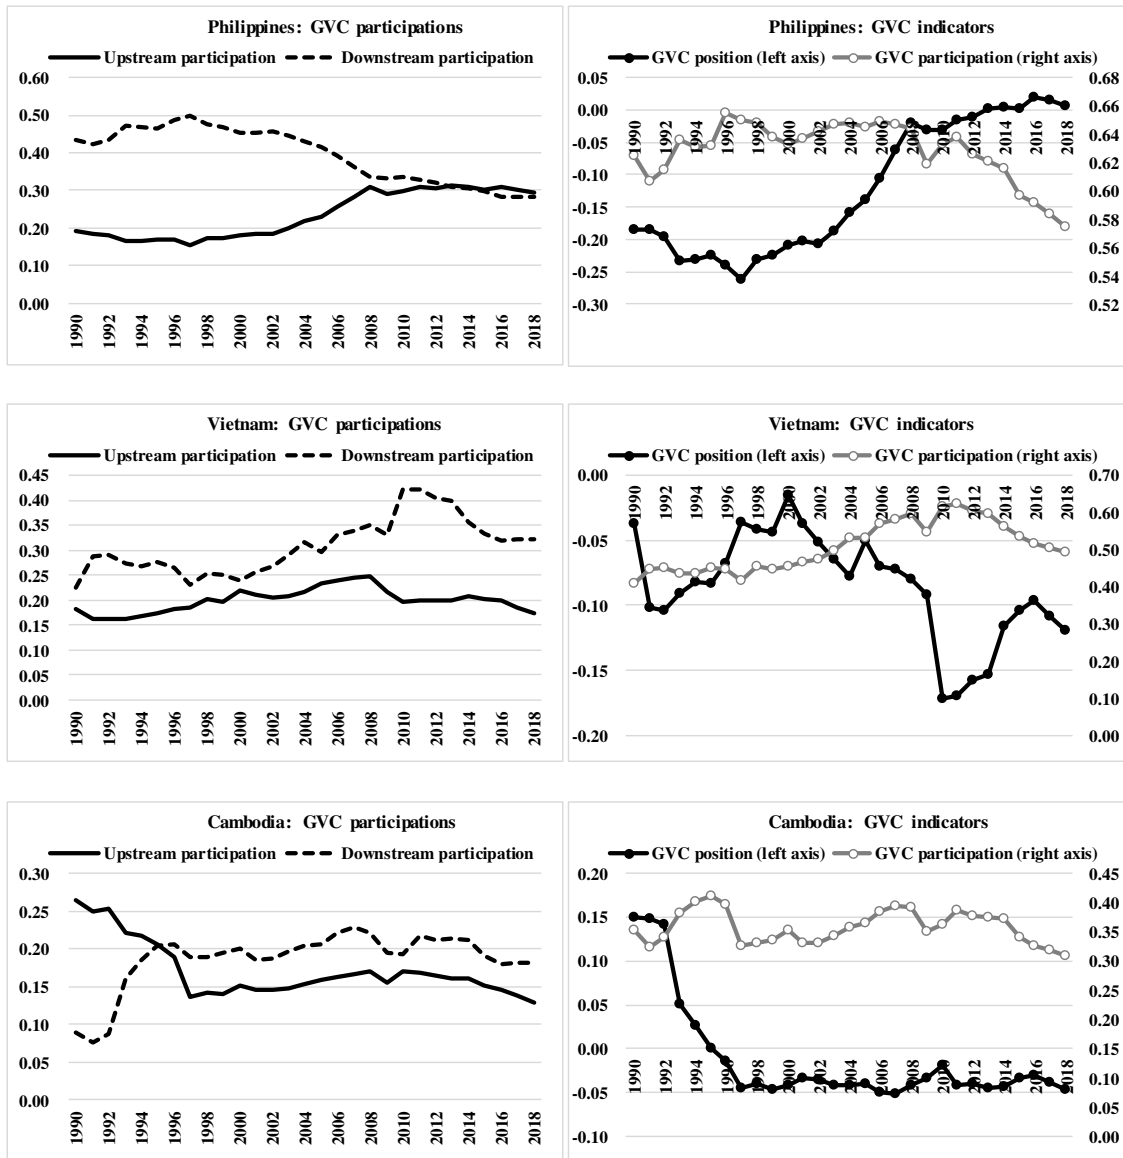 Philippines: GVC participations
Upstream participation Downstream participation
0.60
0.50
0.40
0.30
0.20
0.10
0.00
1990 1992 1994 1996 1998 2000 2002 2004 2006 2008 2010 2012 2014 2016 2018
Philippines: GVC indicators
GVC position (left axis) GVC participation (right axis)
0.05 0.68
0.00 0.66
-0.05 0.64
-0.10 0.62
-0.15 0.60
-0.20 0.58
-0.25 0.56
-0.30 0.54
0.52
1990 1992 1994 1996 1998 2000 2002 2004 2006 2008 2010 2012 2014 2016 2018
Vietnam: GVC participations
Upstream participation Downstream participation
0.45
0.40
0.35
0.30
0.25
0.20
0.15
0.10
0.05
0.00
1990 1992 1994 1996 1998 2000 2002 2004 2006 2008 2010 2012 2014 2016 2018
Vietnam: GVC indicators
GVC position (left axis) GVC participation (right axis)
0.00 0.70
-0.05 0.60
-0.10 0.50
-0.15 0.40
-0.20 0.30
0.20
0.10
0.00
1990 1992 1994 1996 1998 2000 2002 2004 2006 2008 2010 2012 2014 2016 2018
Cambodia: GVC participations
Upstream participation Downstream participation
0.30
0.25
0.20
0.15
0.10
0.05
0.00
1990 1992 1994 1996 1998 2000 2002 2004 2006 2008 2010 2012 2014 2016 2018
Cambodia: GVC indicators
GVC position (left axis) GVC participation (right axis)
0.20 0.45
0.15 0.40
0.10 0.35
0.05 0.30
0.00 0.25
-0.05 0.20
-0.10 0.15
0.10
0.05
0.00
1990 1992 1994 1996 1998 2000 2002 2004 2006 2008 2010 2012 2014 2016 2018